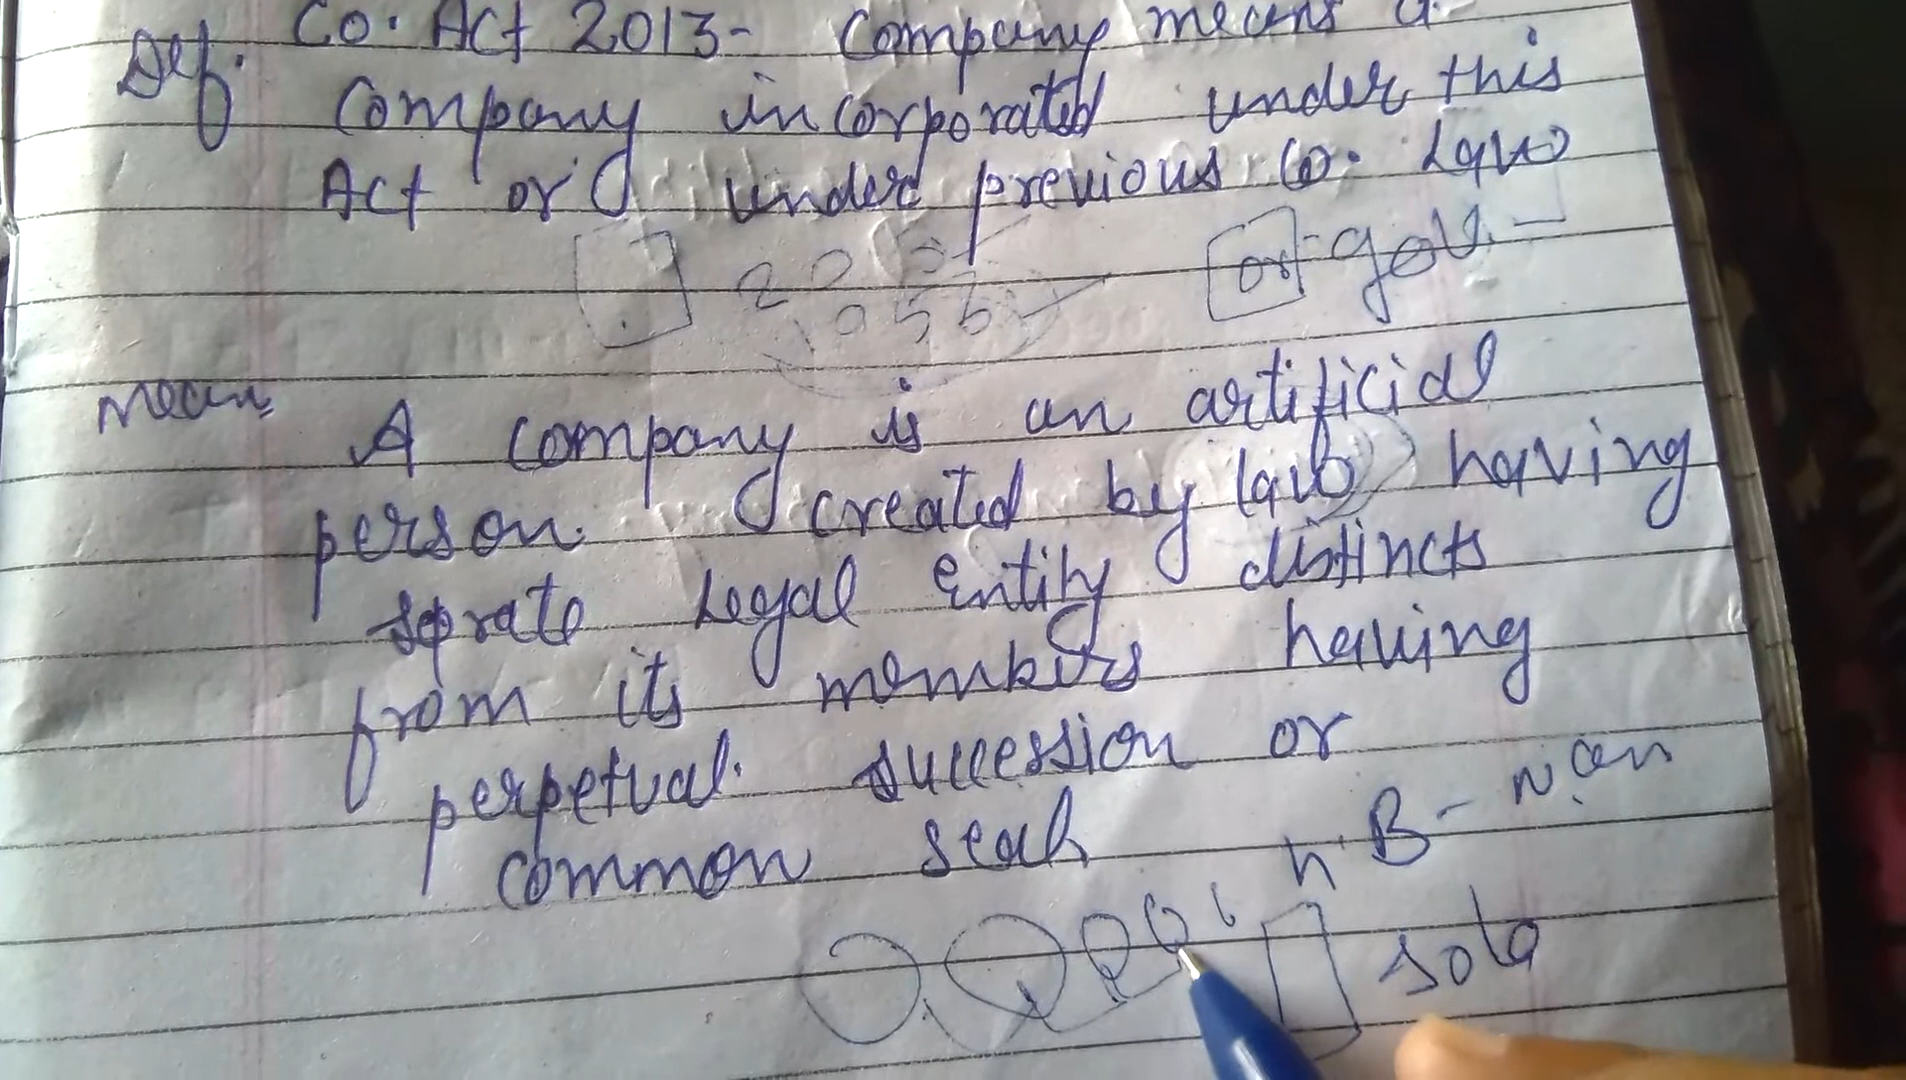 Co. Act 2013- Company means a
Def. Company incorporated under this
Act or under previous Co. Law
2013
1956
or gov.
Mean
A company is an artificial
person created by law having
seprate Legal entity distincts
from its members having
perpetual succession or
common seal
B-